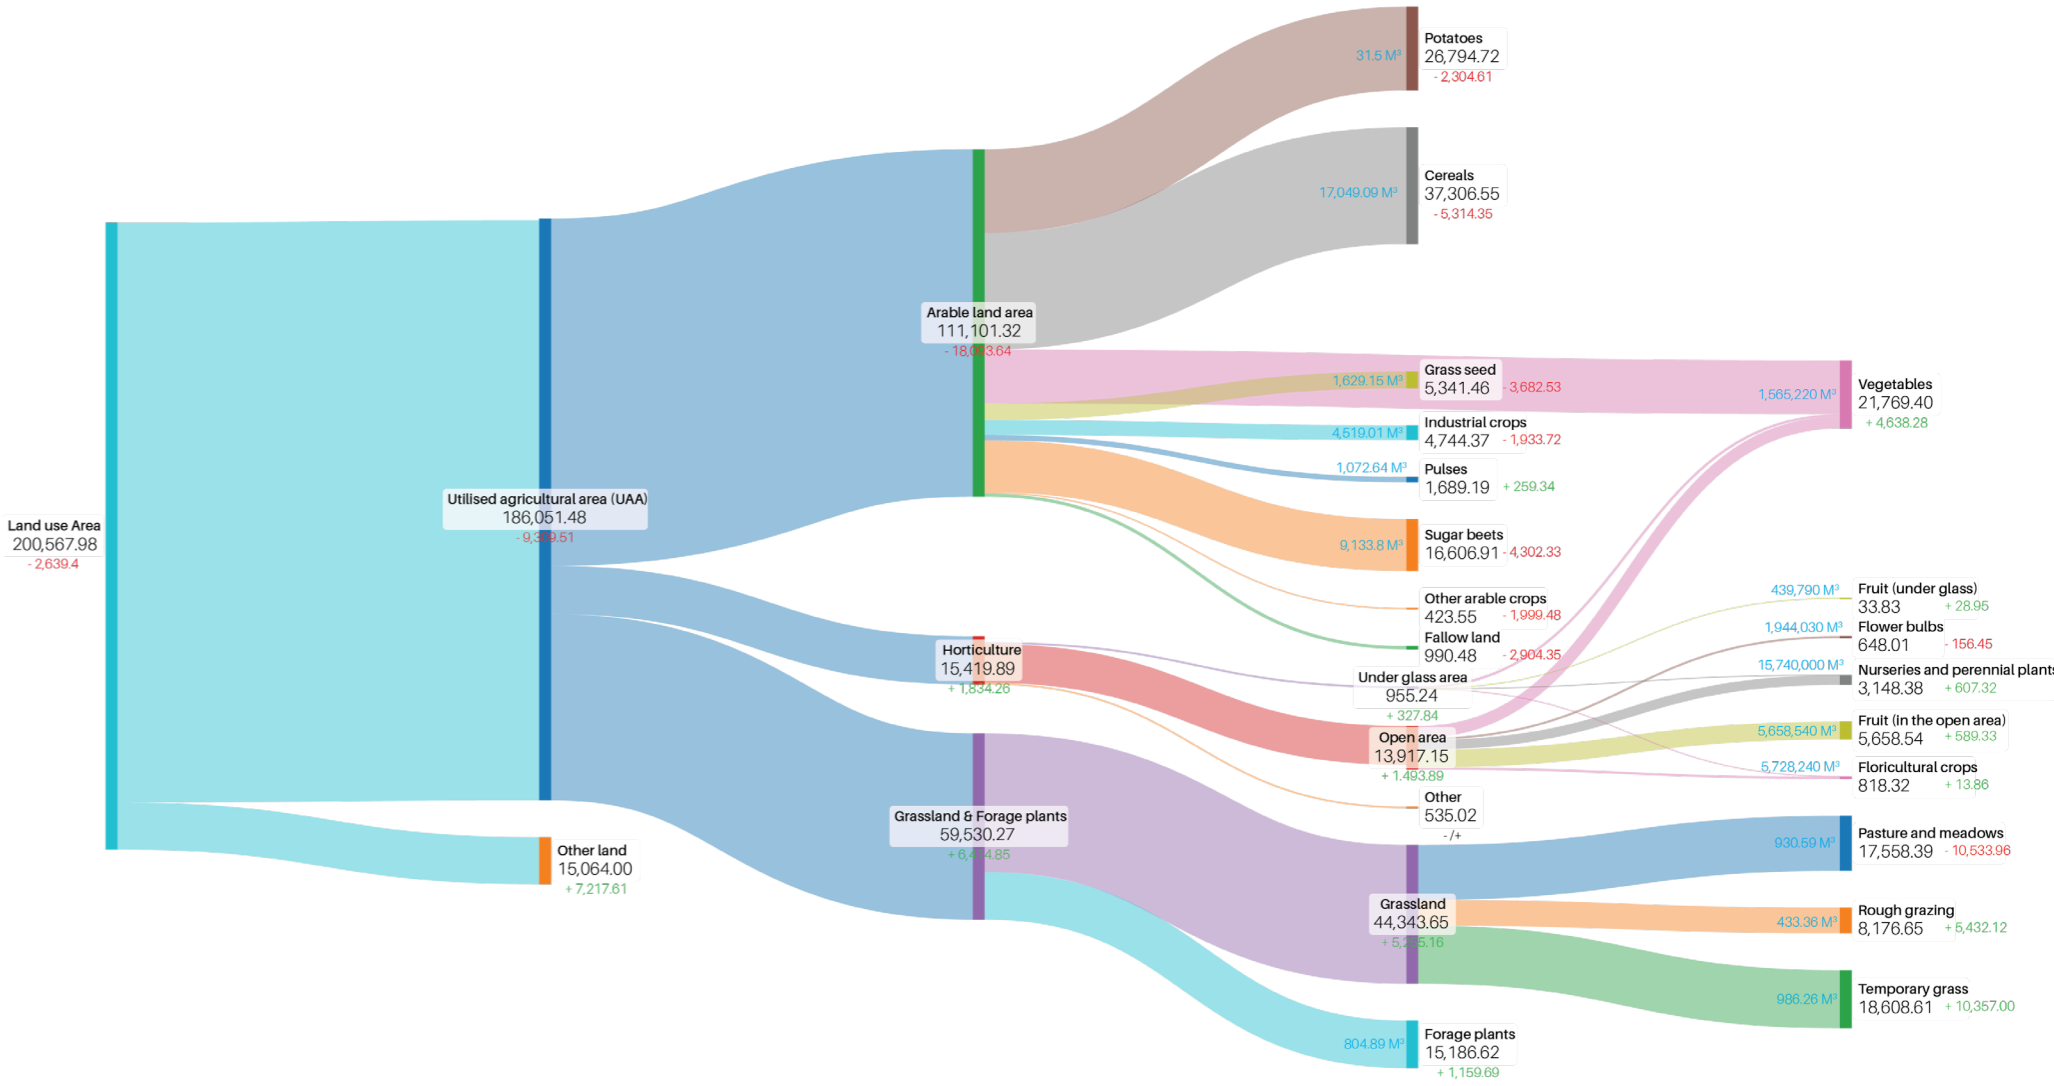 Land use Area
200,567.98
- 2,639.4
Utilised agricultural area (UAA)
186,051.48
Other land
15,064.00
+ 7,217.61
Arable land area
111,101.32
Horticulture
15,419.89
+ 1,834.26
Grassland & Forage plants
59,530.27
31.5 M³
Potatoes
26,794.72
- 2,304.61
17,049.09 M³
Cereals
37,306.55
- 5,314.35
1,629.15 M³
Grass seed
5,341.46 - 3,682.53
4,519.01 M³
Industrial crops
4,744.37 - 1,933.72
1,072.64 M³
Pulses
1,689.19 + 259.34
9,133.8 M³
Sugar beets
16,606.91 - 4,302.33
Other arable crops
423.55 - 1,999.48
Fallow land
990.48 - 2,904.35
Under glass area
955.24
+ 327.84
Open area
13,917.15
+ 1,493.89
Other
535.02
- /+
Grassland
44,343.65
804.89 M³
Forage plants
15,186.62
+ 1,159.69
1,565,220 M³
Vegetables
21,769.40
+ 4,638.28
439,790 M³
Fruit (under glass)
33.83 + 28.95
1,944,030 M³
Flower bulbs
648.01 - 156.45
15,740,000 M³
Nurseries and perennial plants
3,148.38 + 607.32
5,658,540 M³
Fruit (in the open area)
5,658.54 + 589.33
5,728,240 M³
Floricultural crops
818.32 + 13.86
930.59 M³
Pasture and meadows
17,558.39 - 10,533.96
433.36 M³
Rough grazing
8,176.65 + 5,432.12
986.26 M³
Temporary grass
18,608.61 + 10,357.00